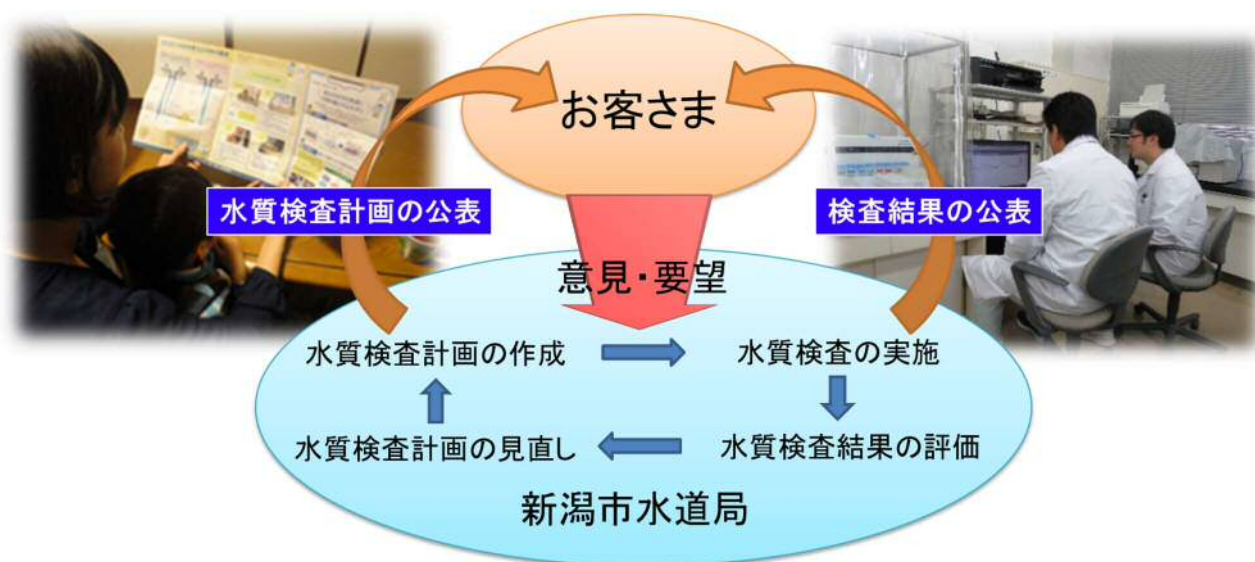 お客さま
水質検査計画の公表
検査結果の公表
意見・要望
水質検査計画の作成
水質検査の実施
水質検査計画の見直し
水質検査結果の評価
新潟市水道局